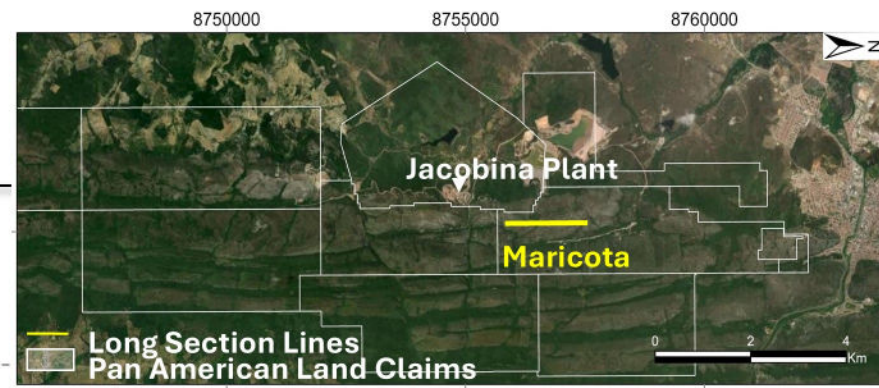 8750000 8755000 8760000
N
Jacobina Plant
Maricota
Long Section Lines
Pan American Land Claims
0 2 4
Km